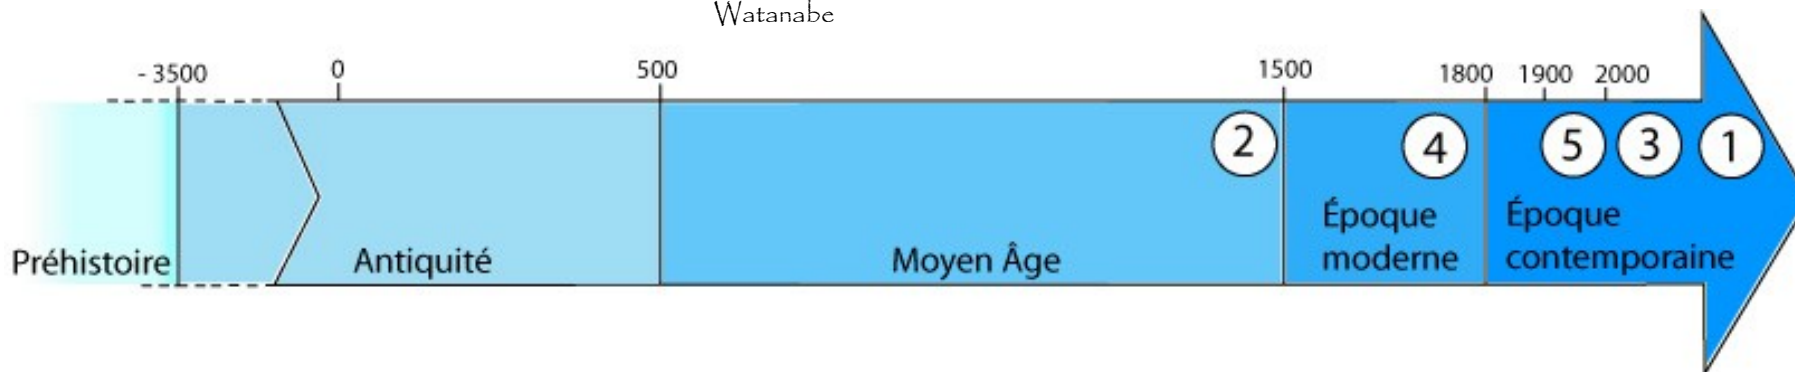 Watanabe
- 3500 0 500 1500 1800 1900 2000
2 4 5 3 1
Préhistoire Antiquité Moyen Âge Époque moderne Époque contemporaine